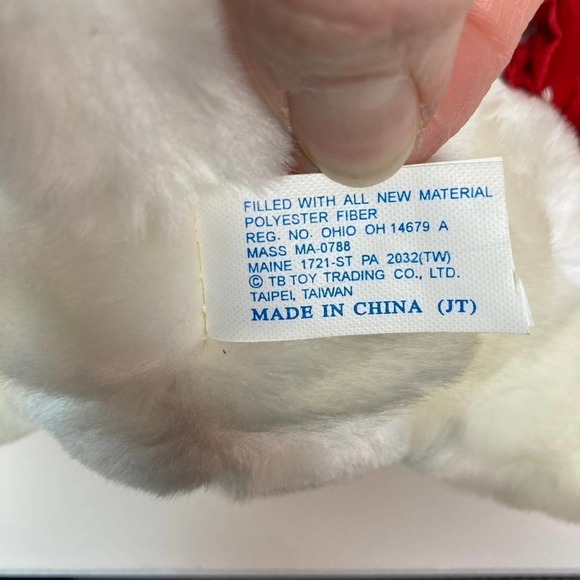 FILLED WITH ALL NEW MATERIAL
POLYESTER FIBER
REG. NO. OHIO OH 14679 A
MASS MA-0788
MAINE 1721-ST PA 2032(TW)
© TB TOY TRADING CO., LTD.
TAIPEI, TAIWAN
MADE IN CHINA (JT)